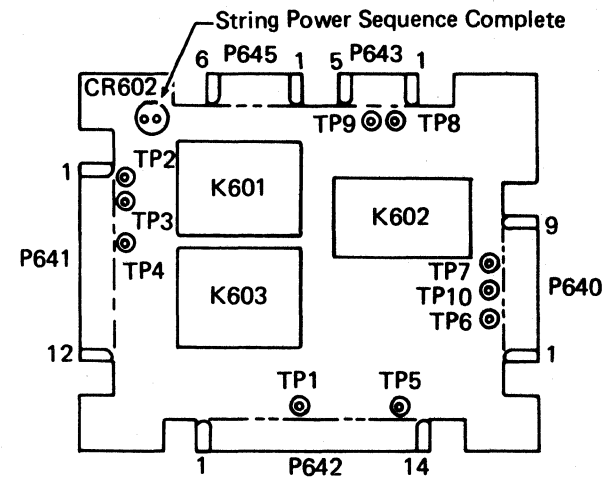 String Power Sequence Complete
6 P645 1 5 P643 1
CR602
TP9 TP8
TP2
1
K601
K602
TP3
9
P641
TP4
TP7
K603
TP10
P640
TP6
12
1
TP1 TP5
1 P642 14